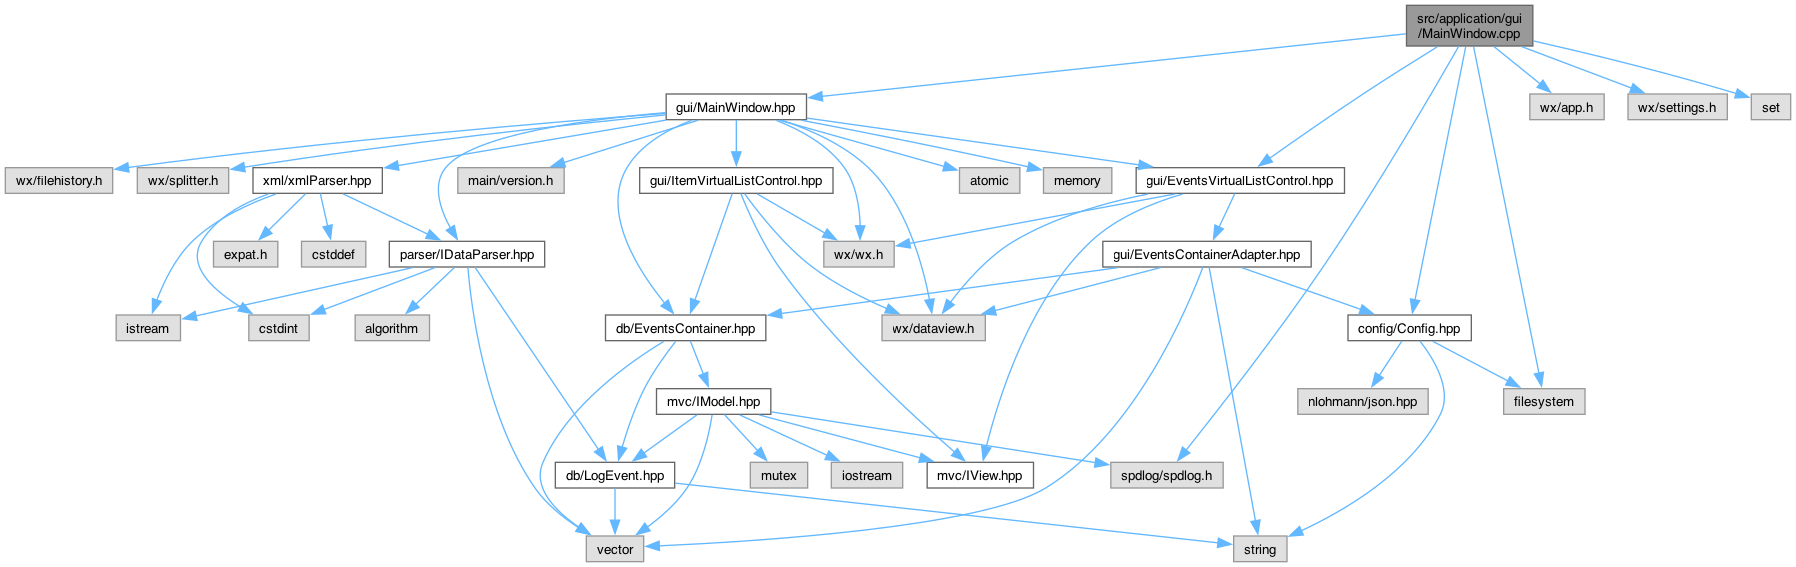 src/application/gui
/MainWindow.cpp
gui/MainWindow.hpp
wx/app.h
wx/settings.h
set
wx/filehistory.h
wx/splitter.h
xml/xmlParser.hpp
main/version.h
gui/ItemVirtualListControl.hpp
atomic
memory
gui/EventsVirtualListControl.hpp
expat.h
cstddef
parser/IDataParser.hpp
wx/wx.h
gui/EventsContainerAdapter.hpp
istream
cstdint
algorithm
db/EventsContainer.hpp
wx/dataview.h
config/Config.hpp
mvc/IModel.hpp
nlohmann/json.hpp
filesystem
db/LogEvent.hpp
mutex
iostream
mvc/IView.hpp
spdlog/spdlog.h
vector
string